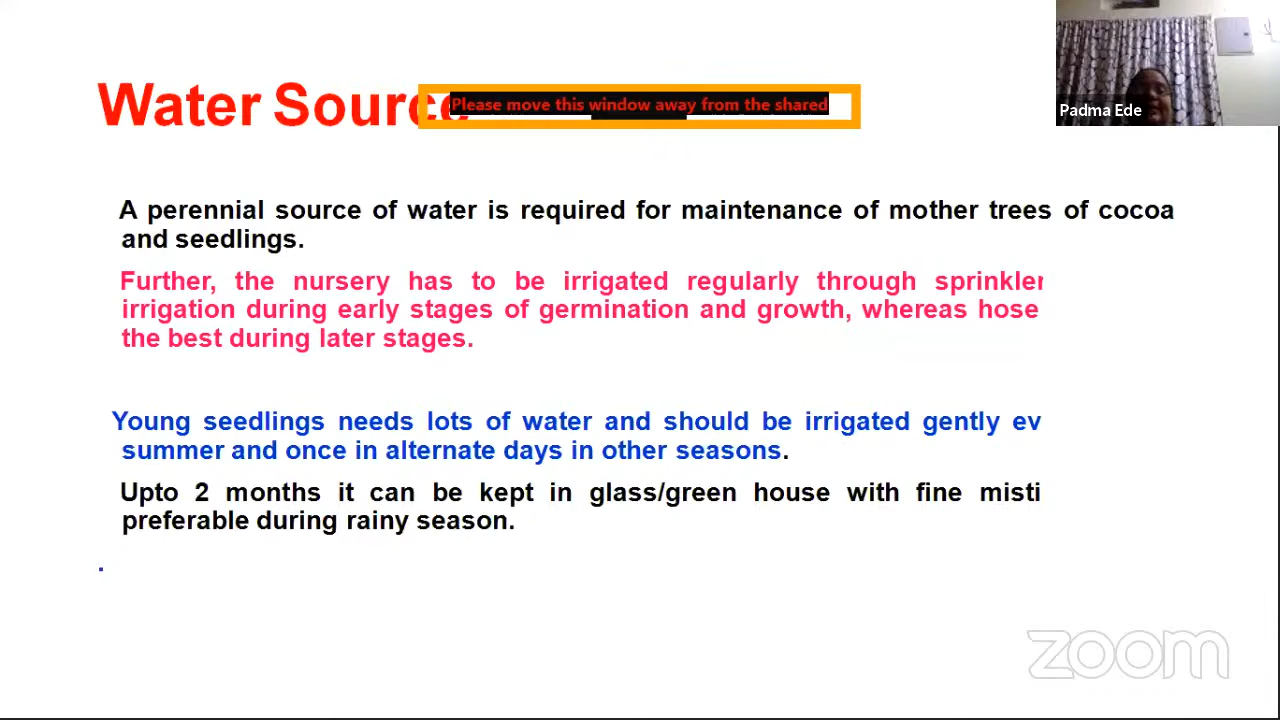 Water Source
Please move this window away from the shared
Padma Ede
A perennial source of water is required for maintenance of mother trees of cocoa
and seedlings.
Further, the nursery has to be irrigated regularly through sprinkler
irrigation during early stages of germination and growth, whereas hose
the best during later stages.
Young seedlings needs lots of water and should be irrigated gently ev
summer and once in alternate days in other seasons.
Upto 2 months it can be kept in glass/green house with fine misti
preferable during rainy season.
.
zoom